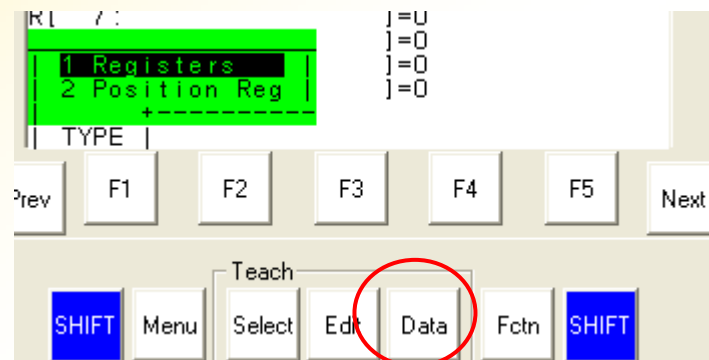 R[ 7: ]=0
]=0
1 Registers ]=0
2 Position Reg ]=0
TYPE
Prev F1 F2 F3 F4 F5 Next
Teach
SHIFT Menu Select Edit Data Fctn SHIFT